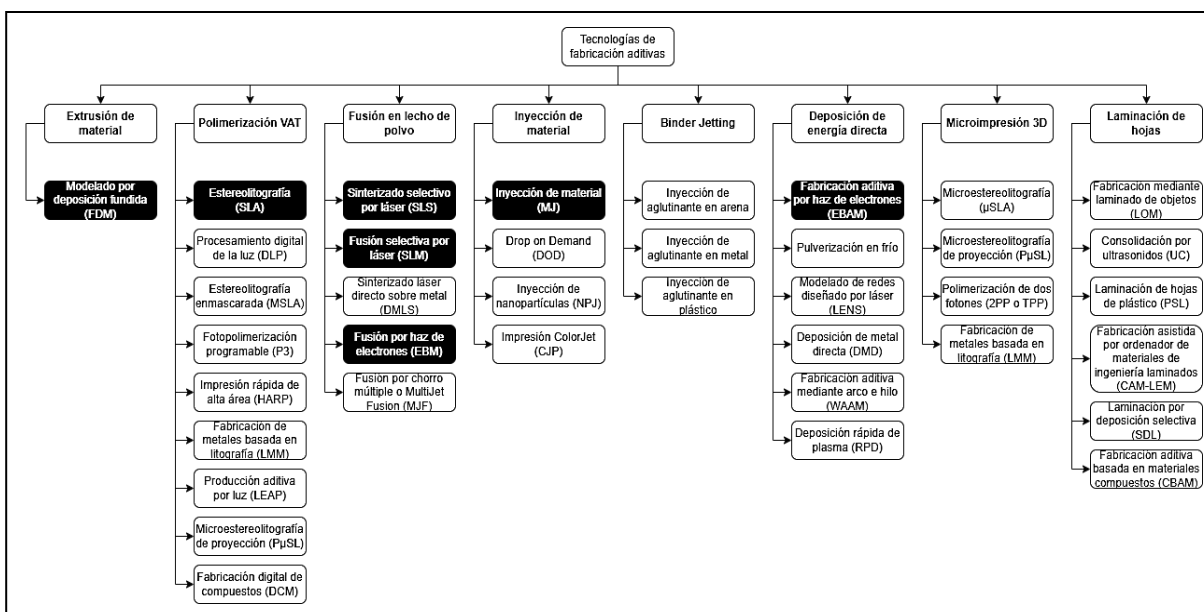 Tecnologías de
fabricación aditivas
Extrusión de
material
Modelado por
deposición fundida
(FDM)
Polimerización VAT
Estereolitografía
(SLA)
Procesamiento digital
de la luz (DLP)
Estereolitografía
enmascarada (MSLA)
Fotopolimerización
programable (P3)
Impresión rápida de
alta área (HARP)
Fabricación de
metales basada en
litografía (LMM)
Producción aditiva
por luz (LEAP)
Microestereolitografía
de proyección (PµSL)
Fabricación digital de
compuestos (DCM)
Fusión en lecho de
polvo
Sinterizado selectivo
por láser (SLS)
Fusión selectiva por
láser (SLM)
Sinterizado laser
directo sobre metal
(DMLS)
Fusión por haz de
electrones (EBM)
Fusión por chorro
múltiple o MultiJet
Fusion (MJF)
Inyección de
material
Inyección de material
(MJ)
Drop on Demand
(DOD)
Inyección de
nanopartículas (NPJ)
Impresión ColorJet
(CJP)
Binder Jetting
Inyección de
aglutinante en arena
Inyección de
aglutinante en metal
Inyección de
aglutinante en
plástico
Deposición de
energía directa
Fabricación aditiva
por haz de electrones
(EBAM)
Pulverización en frío
Modelado de redes
diseñado por láser
(LENS)
Deposición de metal
directa (DMD)
Fabricación aditiva
mediante arco e hilo
(WAAM)
Deposición rápida de
plasma (RPD)
Microimpresión 3D
Microestereolitografía
(µSLA)
Microestereolitografía
de proyección (PµSL)
Polimerización de dos
fotones (2PP o TPP)
Fabricación de
metales basada en
litografía (LMM)
Laminación de
hojas
Fabricación mediante
laminado de objetos
(LOM)
Consolidación por
ultrasonidos (UC)
Laminación de hojas
de plástico (PSL)
Fabricación asistida
por ordenador de
materiales de
ingeniería laminados
(CAM-LEM)
Laminación por
deposición selectiva
(SDL)
Fabricación aditiva
basada en materiales
compuestos (CBAM)